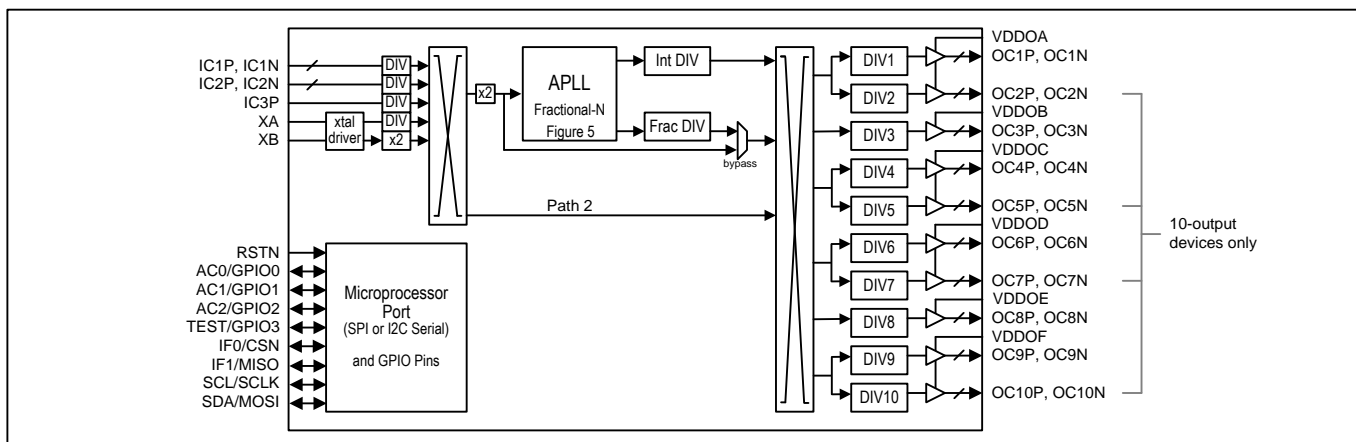 IC1P, IC1N
IC2P, IC2N
IC3P
XA
XB
xtal
driver
DIV
DIV
DIV
DIV
x2
x2
APLL
Fractional-N
Figure 5
Int DIV
Frac DIV
bypass
Path 2
RSTN
AC0/GPIO0
AC1/GPIO1
AC2/GPIO2
TEST/GPIO3
IF0/CSN
IF1/MISO
SCL/SCLK
SDA/MOSI
Microprocessor
Port
(SPI or I2C Serial)
and GPIO Pins
DIV1
DIV2
DIV3
DIV4
DIV5
DIV6
DIV7
DIV8
DIV9
DIV10
VDDOA
OC1P, OC1N
OC2P, OC2N
VDDOB
OC3P, OC3N
VDDOC
OC4P, OC4N
OC5P, OC5N
VDDOD
OC6P, OC6N
OC7P, OC7N
VDDOE
OC8P, OC8N
VDDOF
OC9P, OC9N
OC10P, OC10N
10-output
devices only